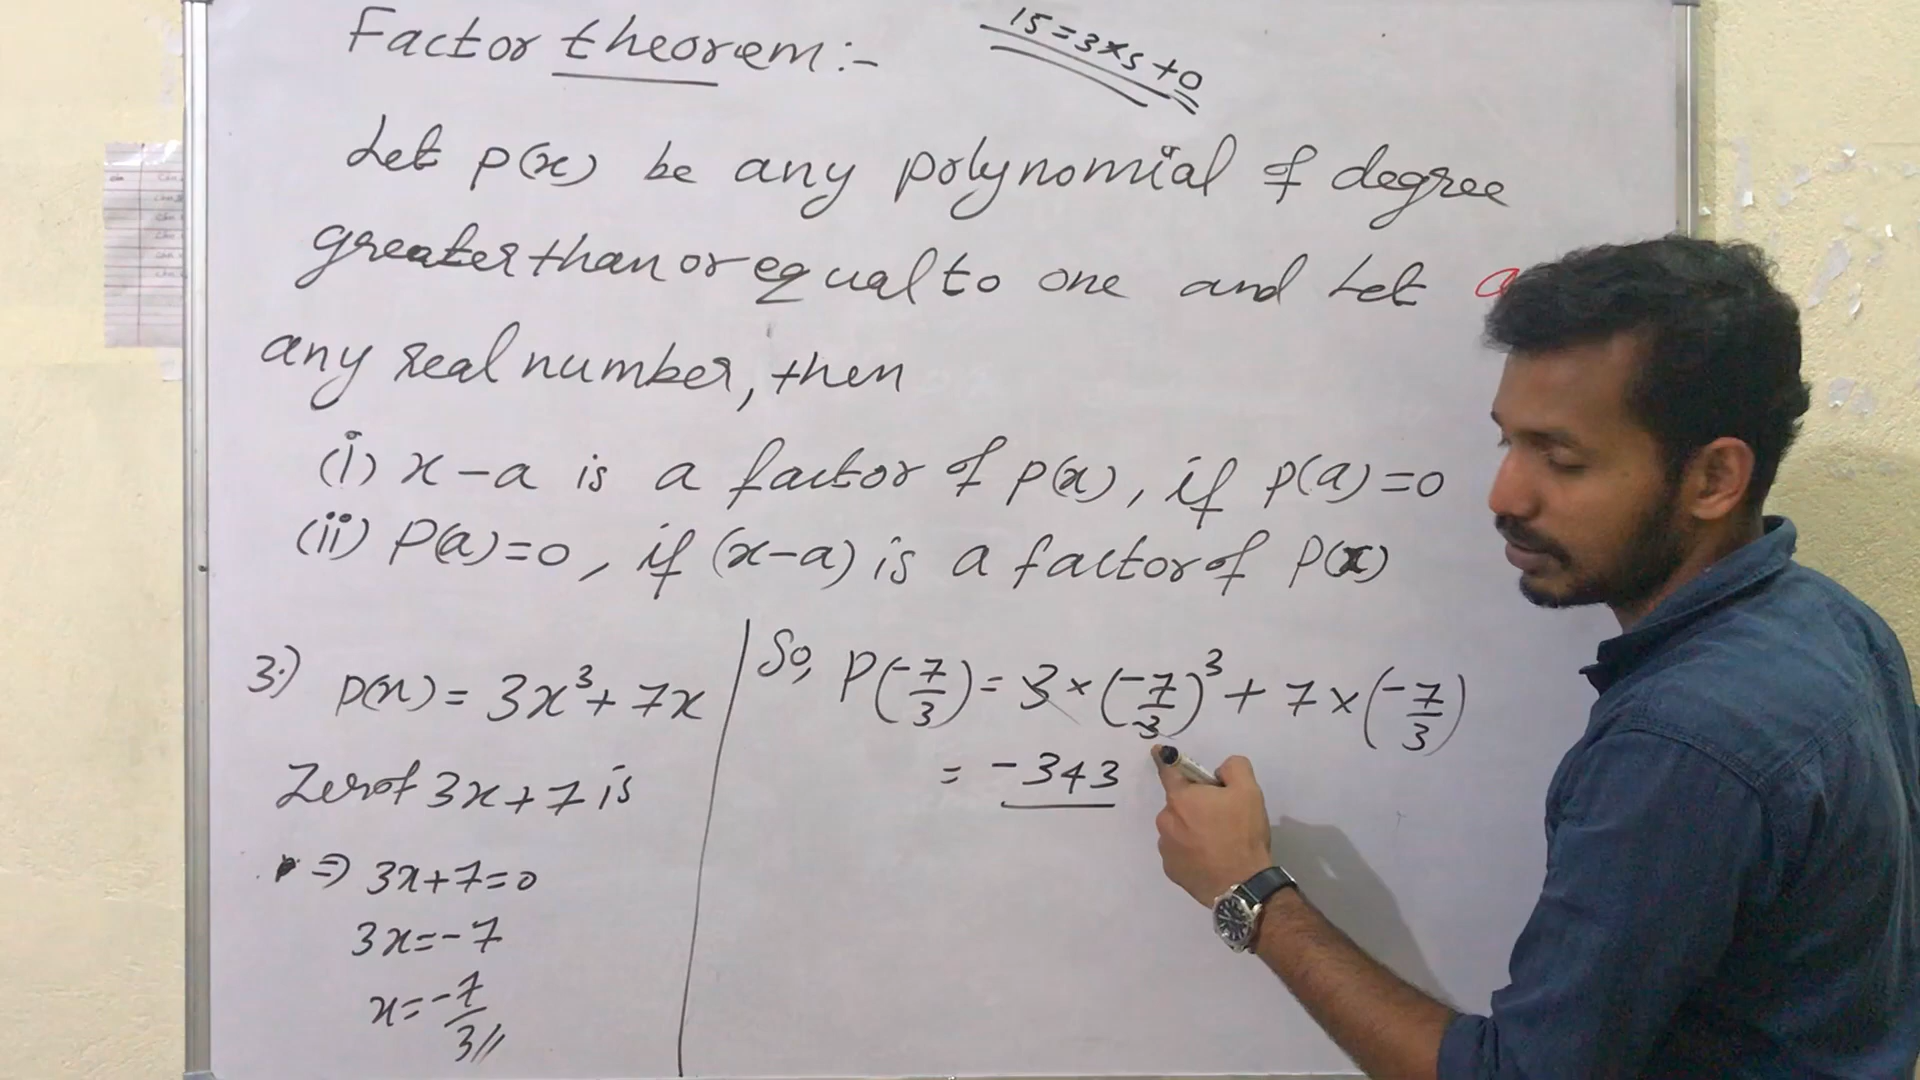 Factor theorem:-
15=3×5+0
Let p(x) be any polynomial of degree
greater than or equal to one and Let a
any real number, then
(i) x-a is a factor of p(x), if p(a)=0
(ii) P(a)=0, if (x-a) is a factor of P(x)
3.) p(x) = 3x³+ 7x
Zerof 3x+7 is
⇒ 3x+7=0
3x=-7
x=-7/3
So, P(-7/3) = 3 × (-7/3)³ + 7 × (-7/3)
= -343